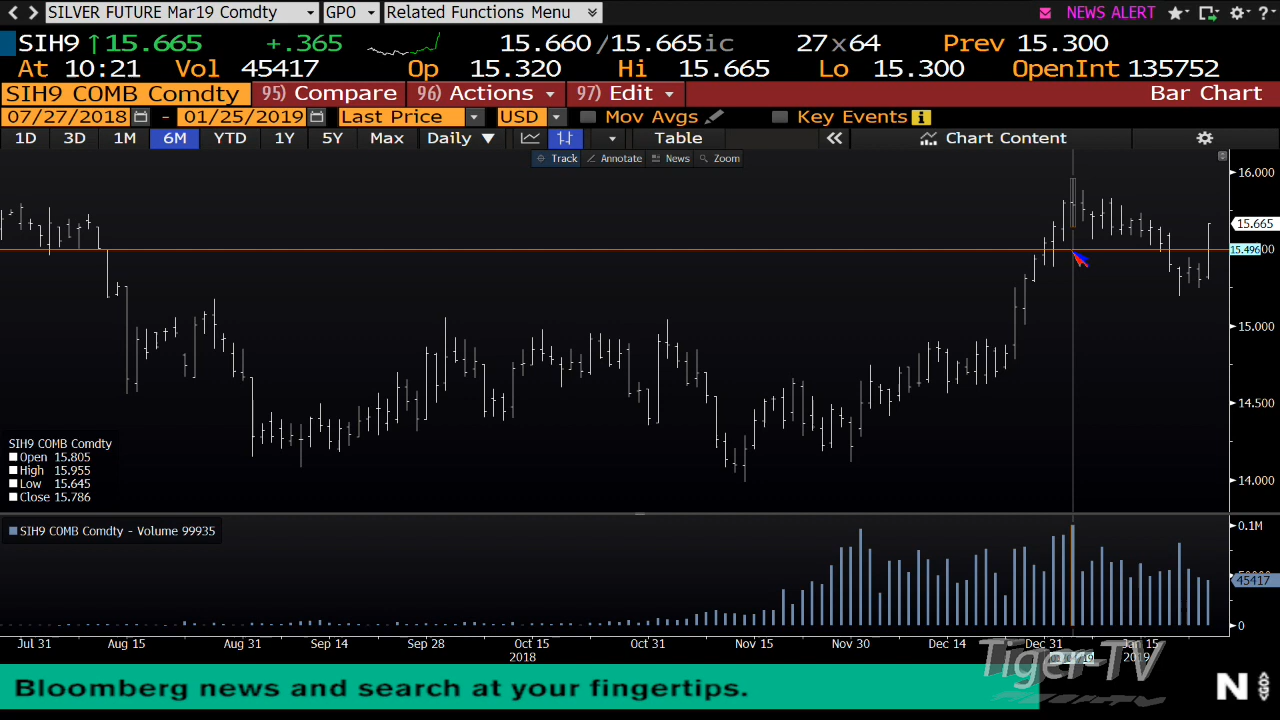 SILVER FUTURE Mar19 Comdty GPO Related Functions Menu NEWS ALERT ?
SIH9 ↑15.665 +.365 15.660/15.665ic 27x64 Prev 15.300
At 10:21 Vol 45417 Op 15.320 Hi 15.665 Lo 15.300 OpenInt 135752
SIH9 COMB Comdty 95) Compare 96) Actions 97) Edit Bar Chart
07/27/2018 - 01/25/2019 Last Price USD Mov Avgs Key Events i
1D 3D 1M 6M YTD 1Y 5Y Max Daily Table Chart Content
Track Annotate News Zoom
16.000
15.665
15.496
15.000
14.500
14.000
SIH9 COMB Comdty
Open 15.805
High 15.955
Low 15.645
Close 15.786
SIH9 COMB Comdty - Volume 99935
0.1M
45417
0
Jul 31 Aug 15 Aug 31 Sep 14 Sep 28 Oct 15 Oct 31 Nov 15 Nov 30 Dec 14 Dec 31 Jan 15
2018 2019
Tiger-TV
Bloomberg news and search at your fingertips.
N